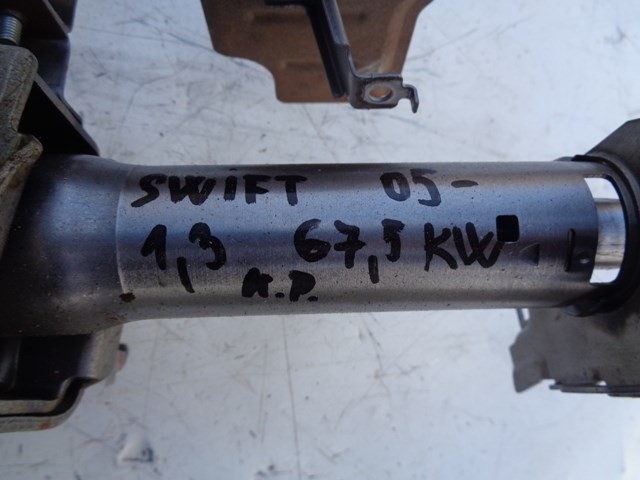 SWIFT 05-
1,3 67,5 KW
H.P.